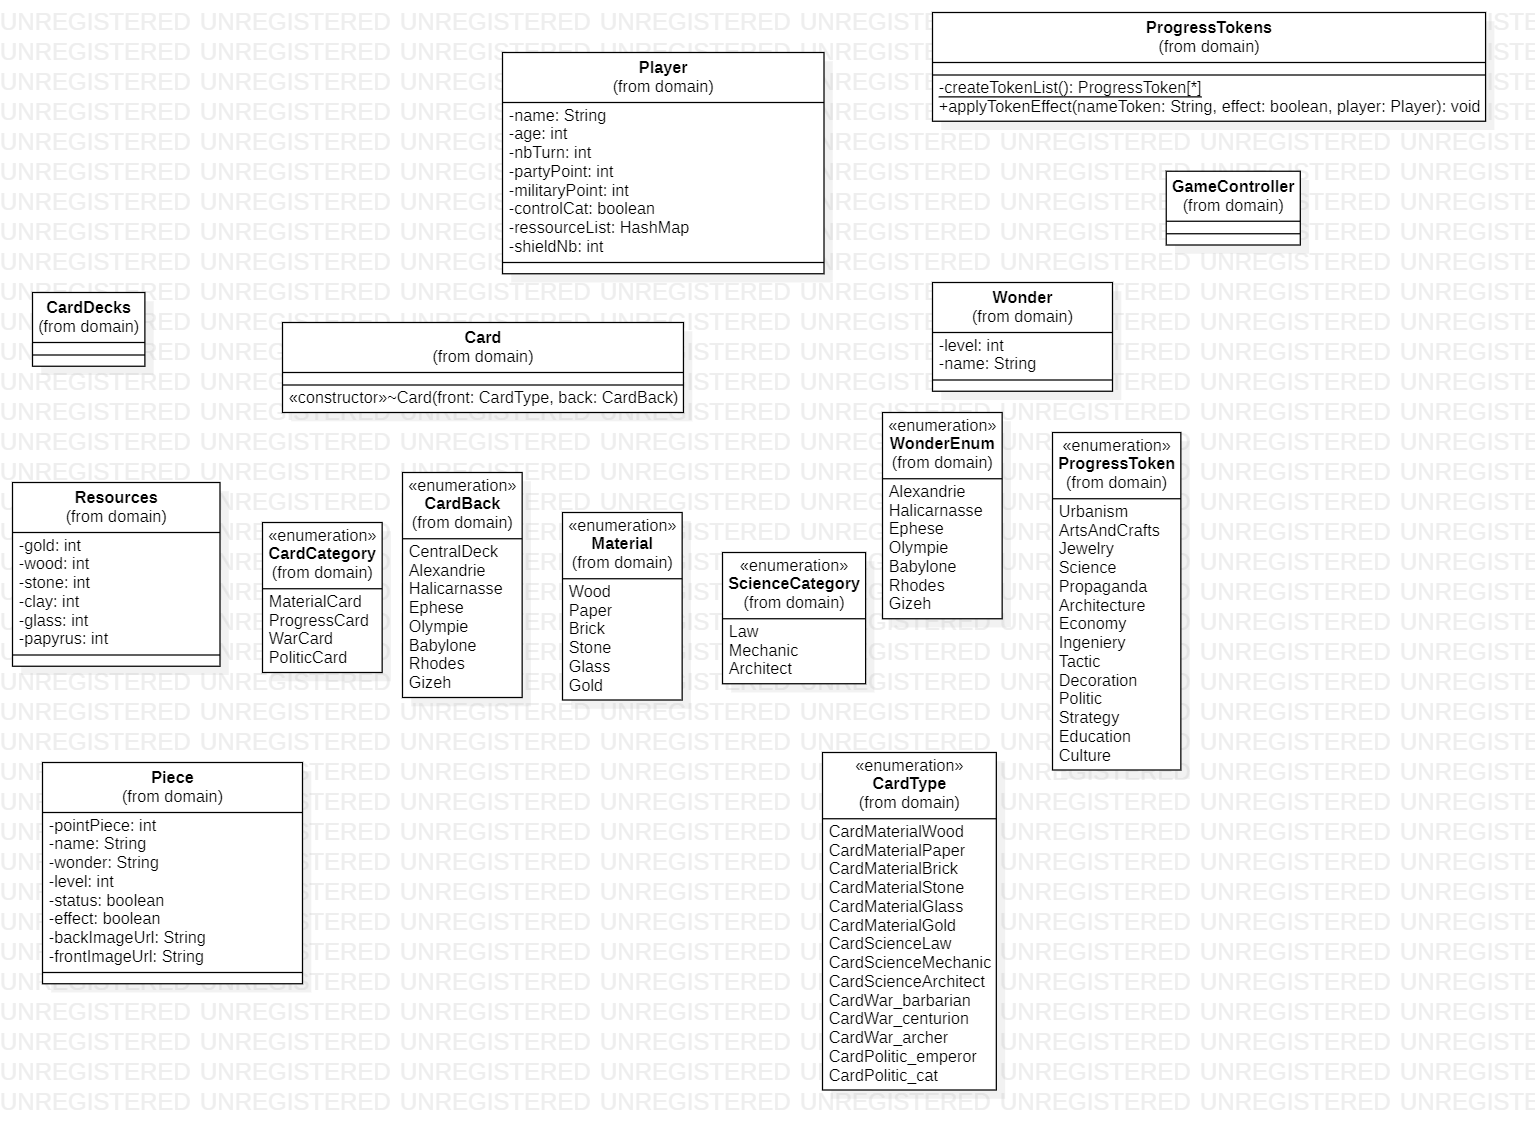 ProgressTokens
(from domain)
-createTokenList(): ProgressToken[*]
+applyTokenEffect(nameToken: String, effect: boolean, player: Player): void
Player
(from domain)
-name: String
-age: int
-nbTurn: int
-partyPoint: int
-militaryPoint: int
-controlCat: boolean
-ressourceList: HashMap
-shieldNb: int
GameController
(from domain)
CardDecks
(from domain)
Card
(from domain)
«constructor»~Card(front: CardType, back: CardBack)
Wonder
(from domain)
-level: int
-name: String
Resources
(from domain)
-gold: int
-wood: int
-stone: int
-clay: int
-glass: int
-papyrus: int
«enumeration»
CardCategory
(from domain)
MaterialCard
ProgressCard
WarCard
PoliticCard
«enumeration»
CardBack
(from domain)
CentralDeck
Alexandrie
Halicarnasse
Ephese
Olympie
Babylone
Rhodes
Gizeh
«enumeration»
Material
(from domain)
Wood
Paper
Brick
Stone
Glass
Gold
«enumeration»
ScienceCategory
(from domain)
Law
Mechanic
Architect
«enumeration»
WonderEnum
(from domain)
Alexandrie
Halicarnasse
Ephese
Olympie
Babylone
Rhodes
Gizeh
«enumeration»
ProgressToken
(from domain)
Urbanism
ArtsAndCrafts
Jewelry
Science
Propaganda
Architecture
Economy
Ingeniery
Tactic
Decoration
Politic
Strategy
Education
Culture
Piece
(from domain)
-pointPiece: int
-name: String
-wonder: String
-level: int
-status: boolean
-effect: boolean
-backImageUrl: String
-frontImageUrl: String
«enumeration»
CardType
(from domain)
CardMaterialWood
CardMaterialPaper
CardMaterialBrick
CardMaterialStone
CardMaterialGlass
CardMaterialGold
CardScienceLaw
CardScienceMechanic
CardScienceArchitect
CardWar_barbarian
CardWar_centurion
CardWar_archer
CardPolitic_emperor
CardPolitic_cat
UNREGISTERED